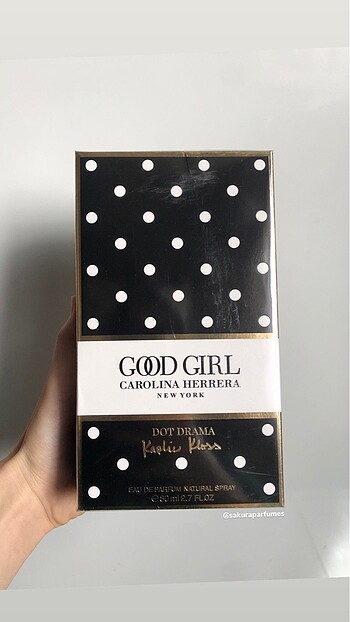 GOOD GIRL
CAROLINA HERRERA
NEW YORK
DOT DRAMA
Karlie Kloss
EAU DE PARFUM NATURAL SPRAY
℮ 80 ml 2.7 FL.OZ
@sakuraparfumes